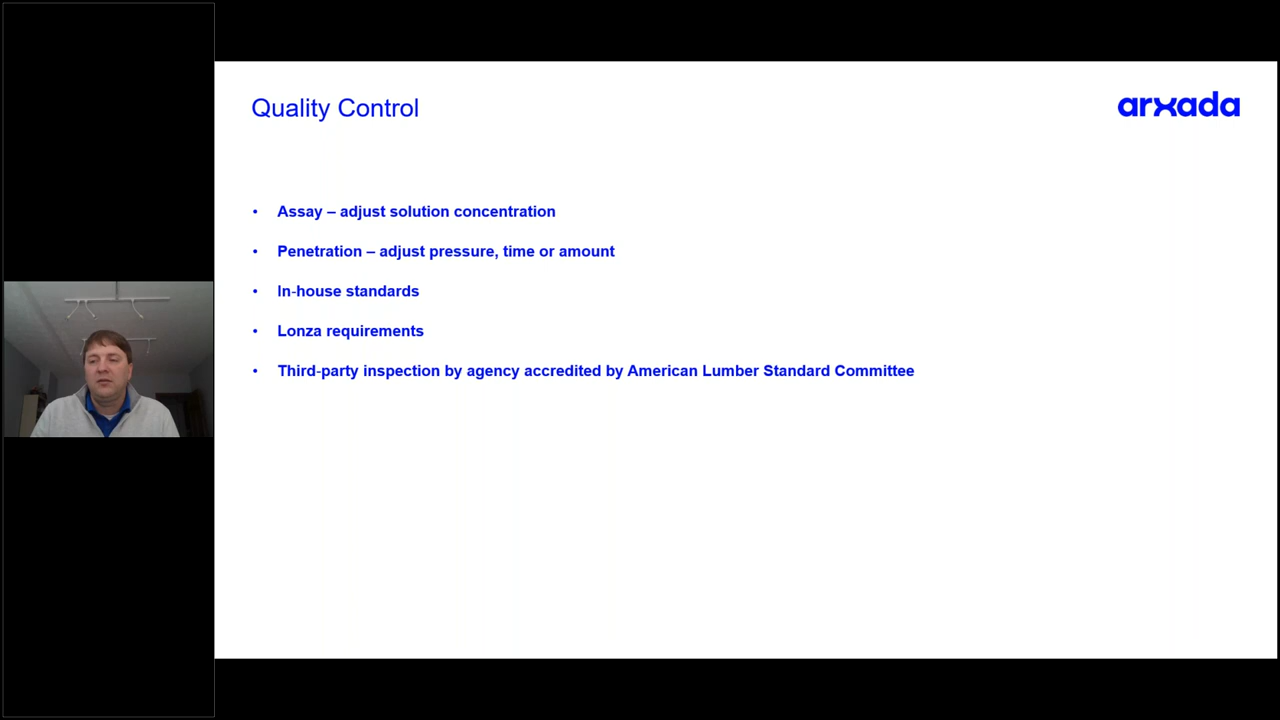 Quality Control
arxada
• Assay – adjust solution concentration
• Penetration – adjust pressure, time or amount
• In-house standards
• Lonza requirements
• Third-party inspection by agency accredited by American Lumber Standard Committee